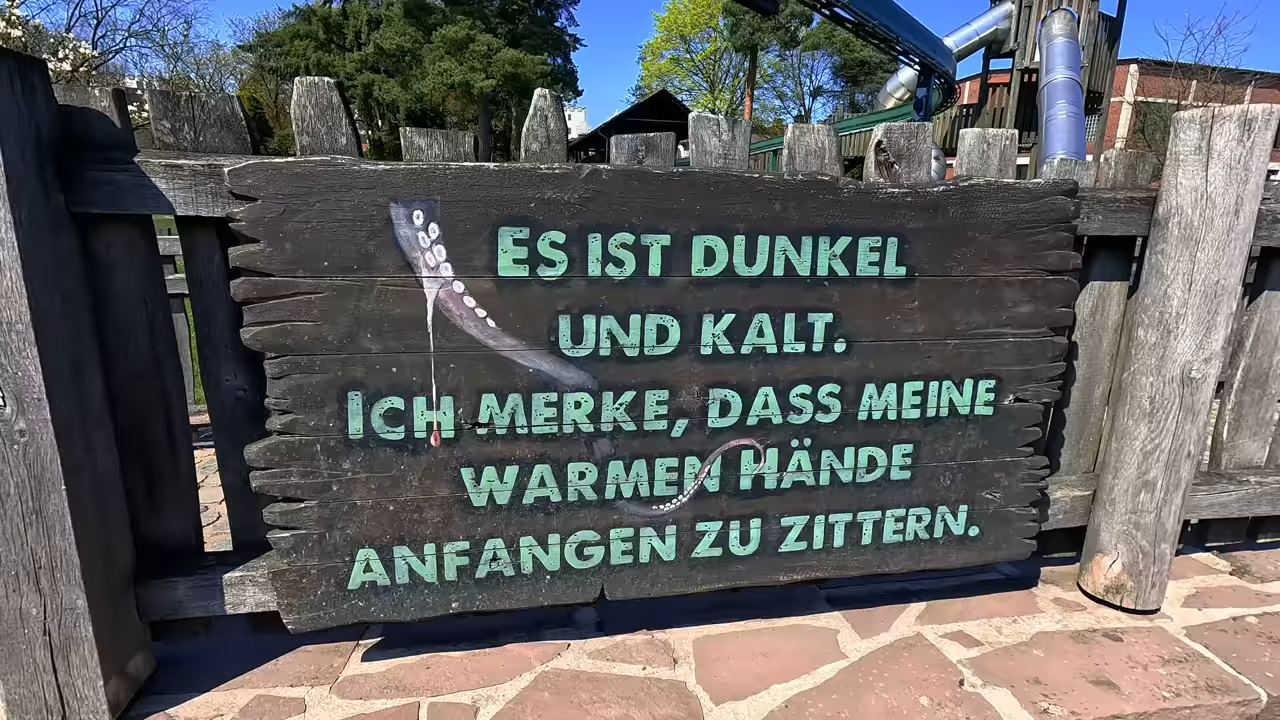 ES IST DUNKEL
UND KALT.
ICH MERKE, DASS MEINE
WARMEN HÄNDE
ANFANGEN ZU ZITTERN.